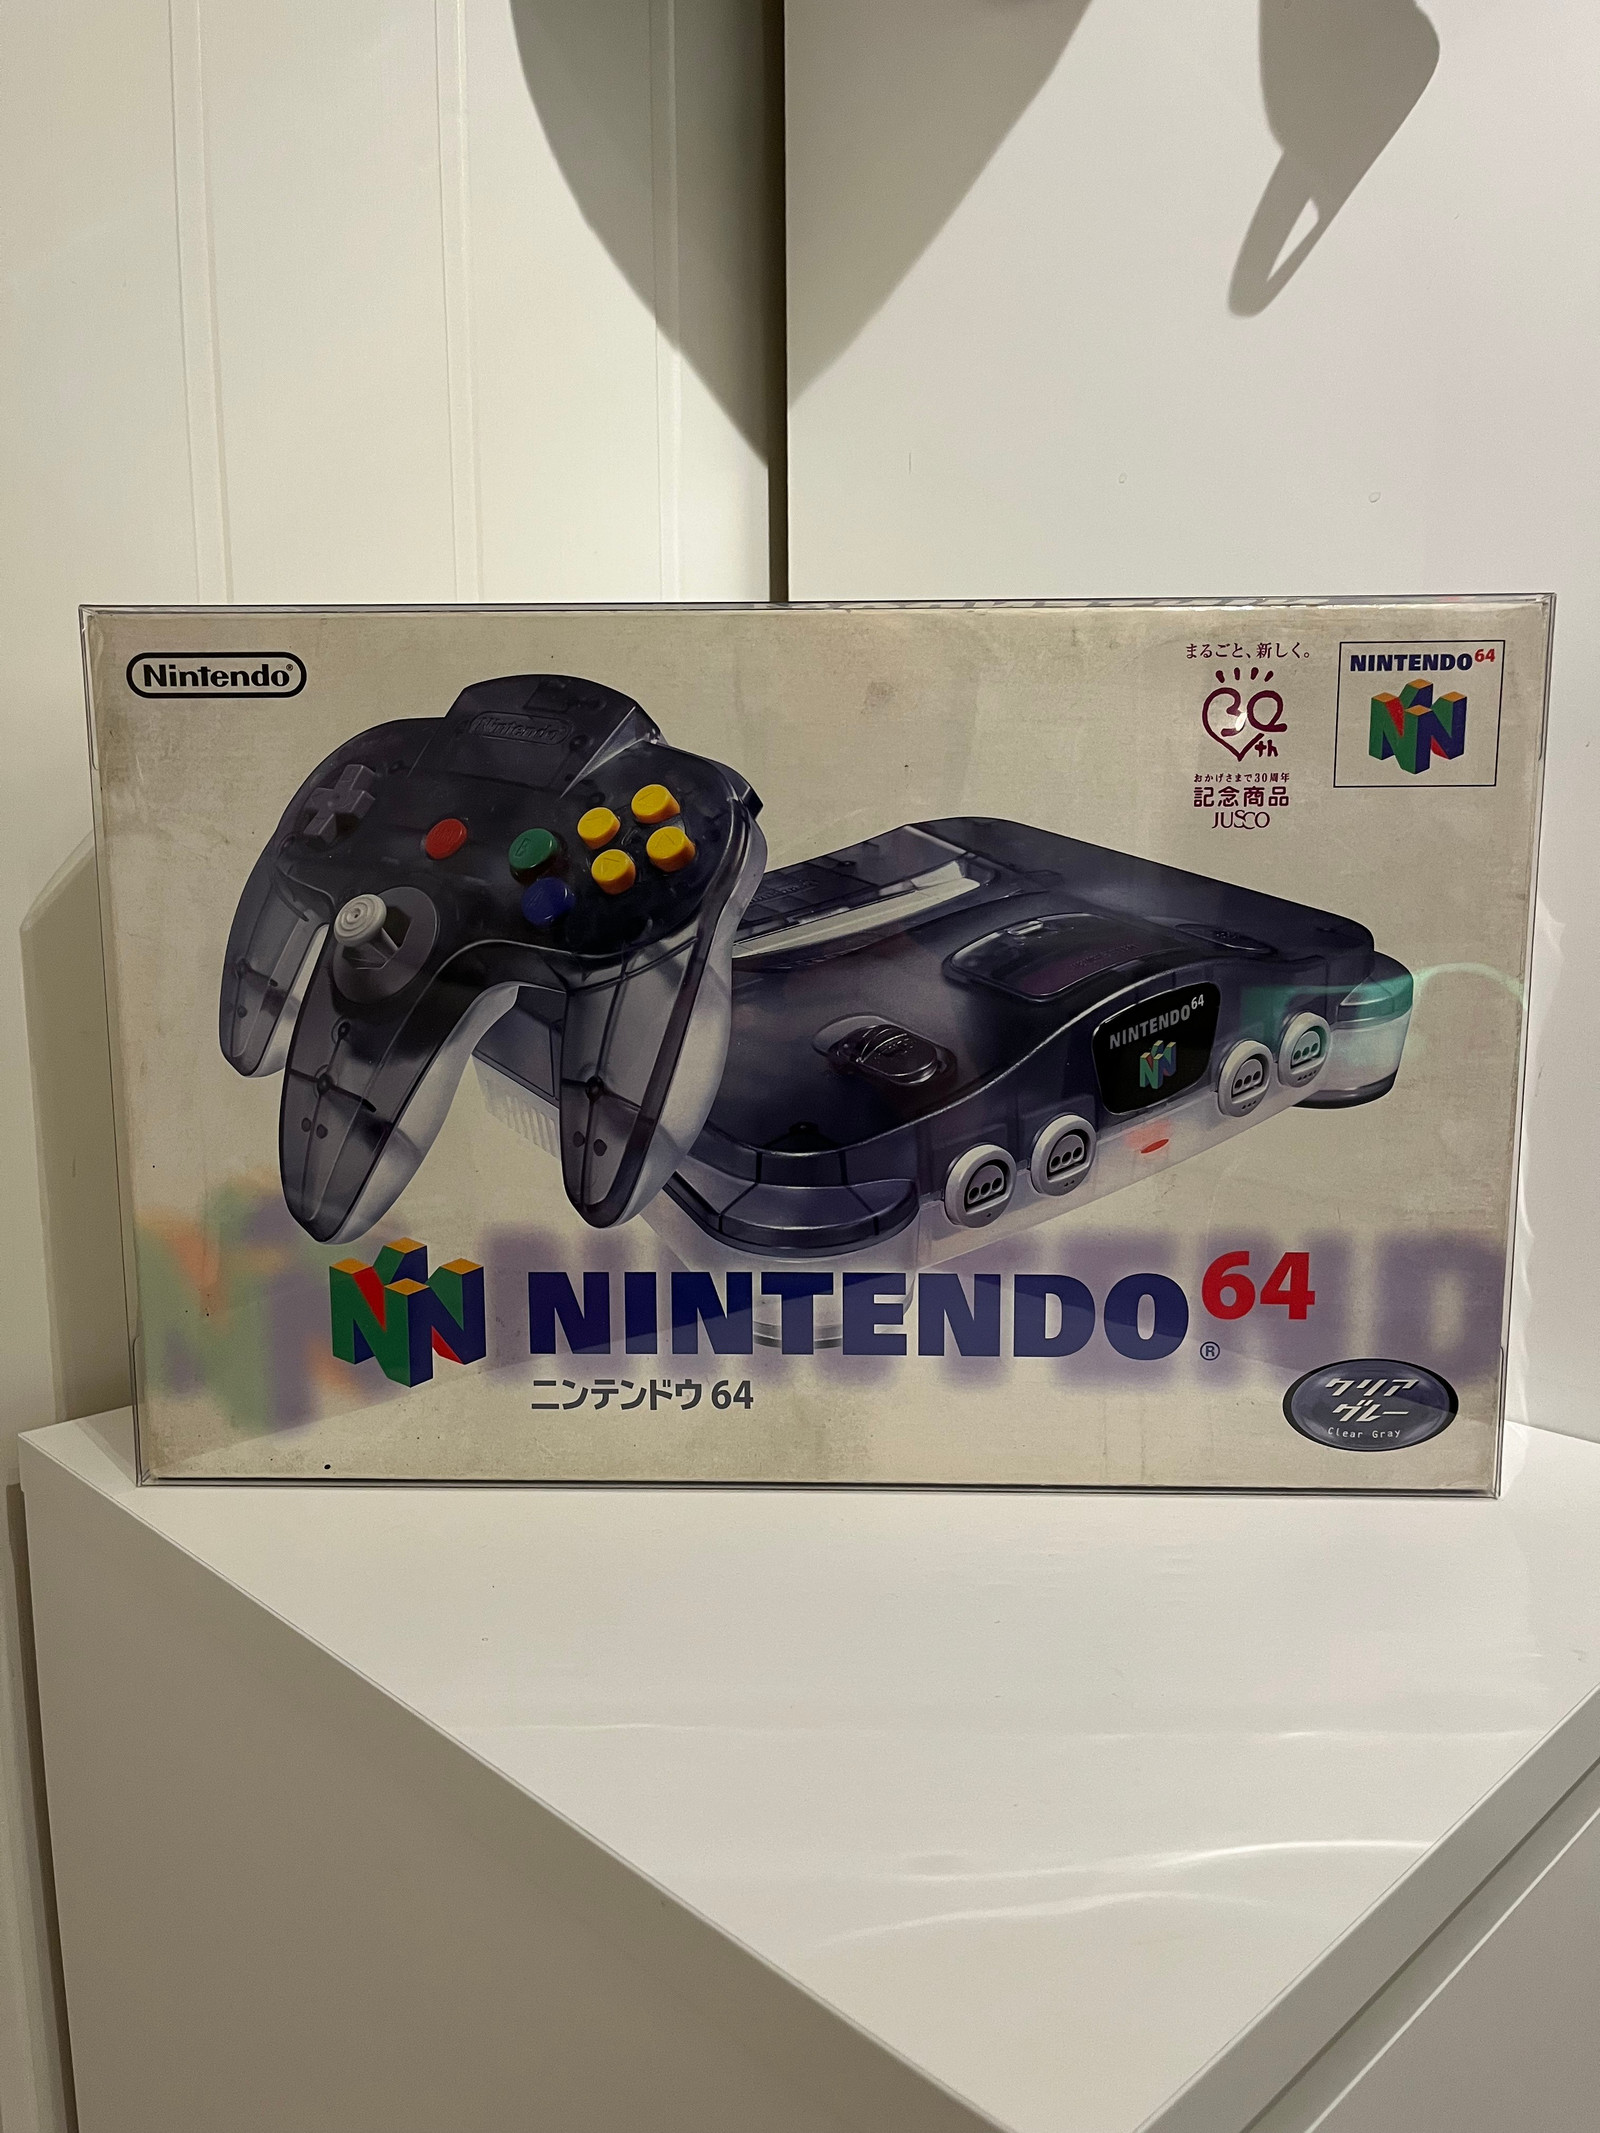 Nintendo®
まるごと、新しく。
30th
おかげさまで30周年
記念商品
JUSCO
NINTENDO64
Nintendo
NINTENDO64
NINTENDO64®
ニンテンドウ64
クリア
グレー
Clear Gray